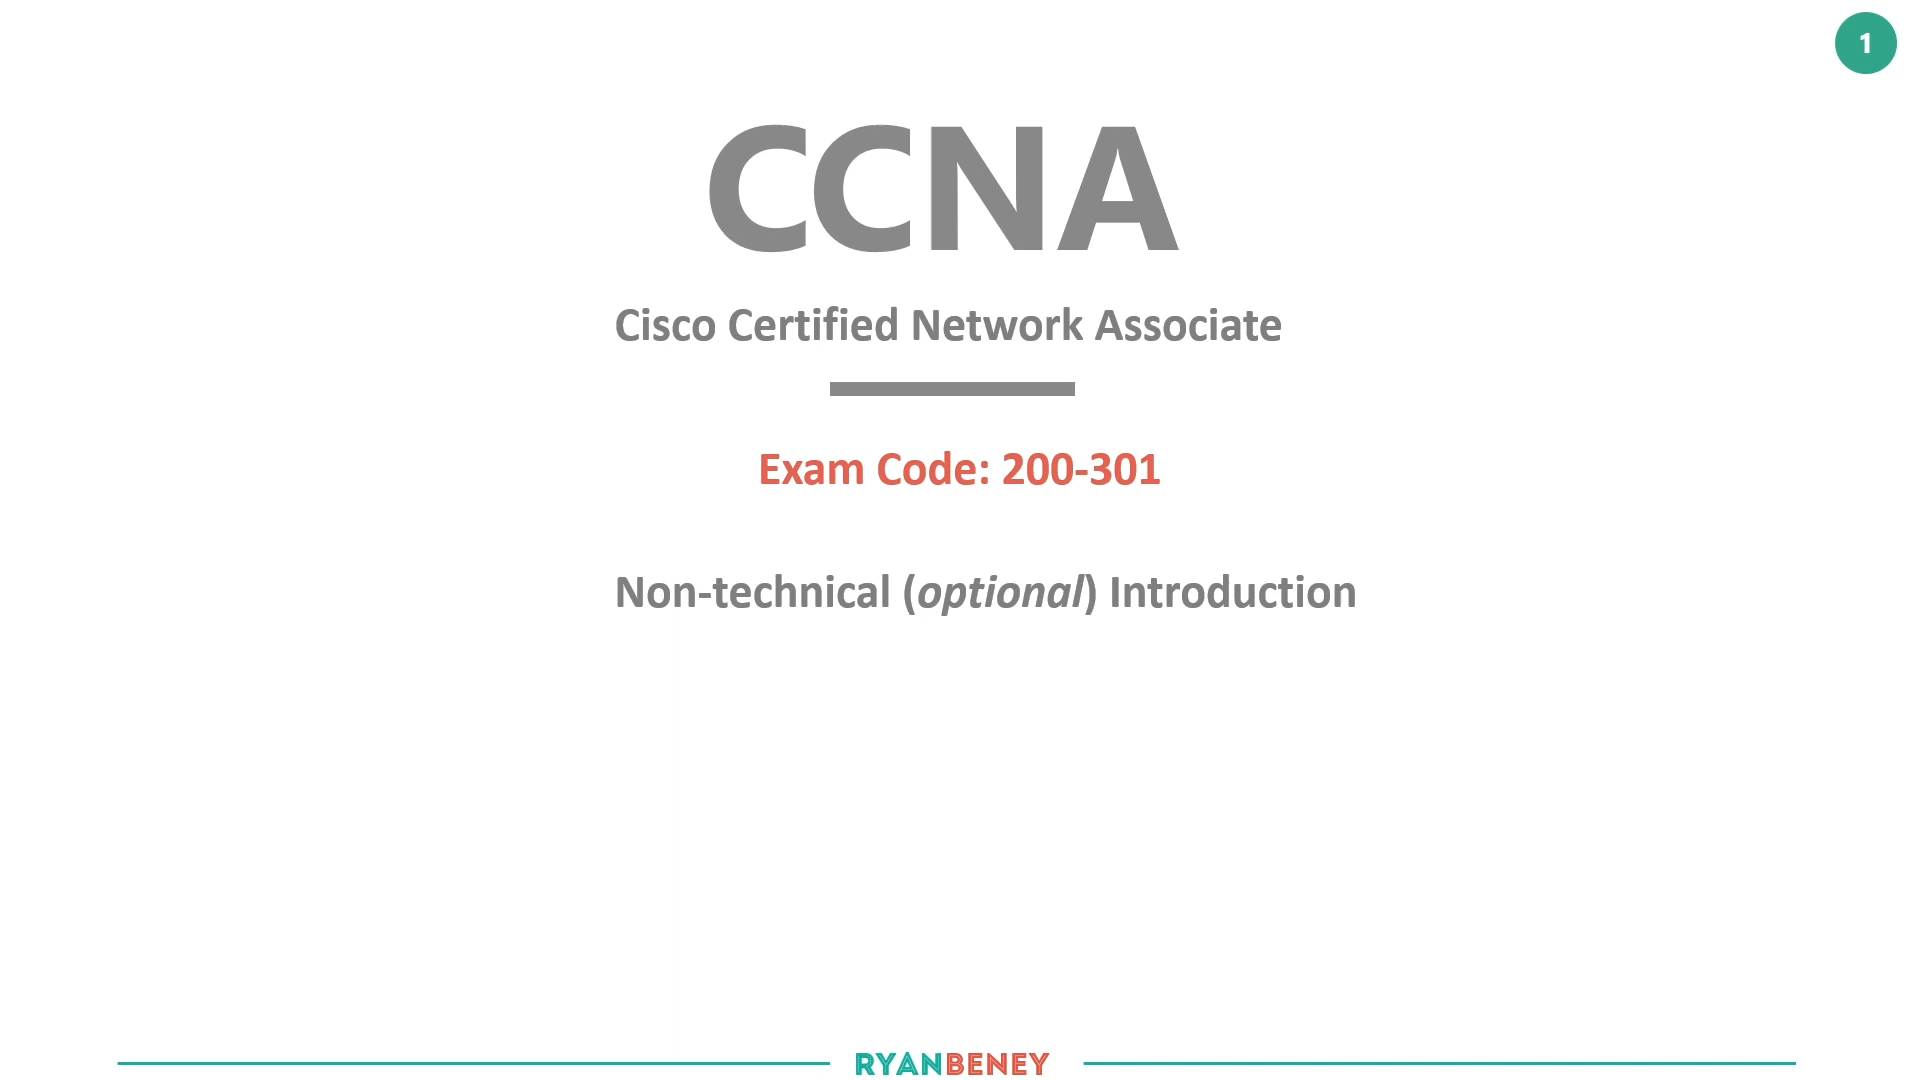 1
CCNA
Cisco Certified Network Associate
Exam Code: 200-301
Non-technical (optional) Introduction
RYANBENEY